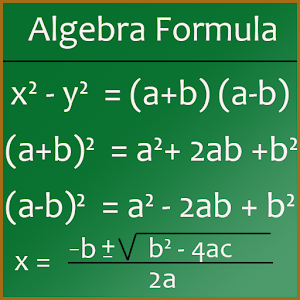 Algebra Formula
x² - y² = (a+b) (a-b)
(a+b)² = a²+ 2ab +b²
(a-b)² = a² - 2ab + b²
x = –b ± √b² - 4ac
2a